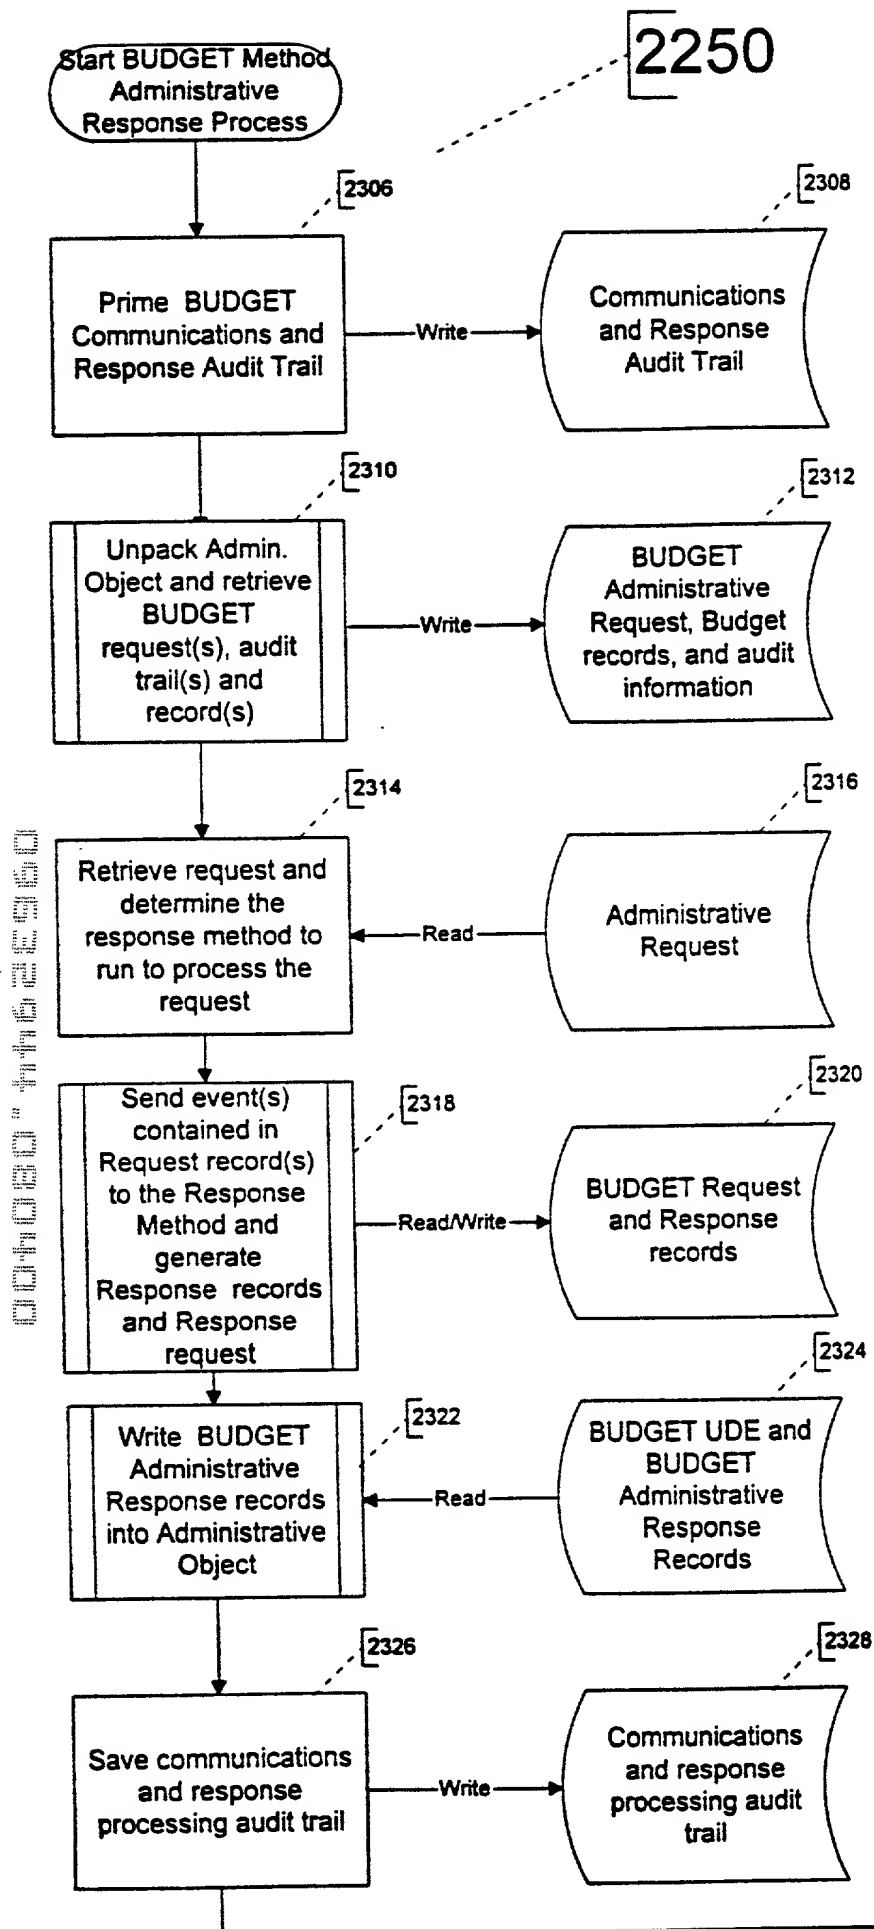 Start BUDGET Method
Administrative
Response Process
2250
2306
Prime BUDGET
Communications and
Response Audit Trail
Write
2308
Communications
and Response
Audit Trail
2310
Unpack Admin.
Object and retrieve
BUDGET
request(s), audit
trail(s) and
record(s)
Write
2312
BUDGET
Administrative
Request, Budget
records, and audit
information
2314
Retrieve request and
determine the
response method to
run to process the
request
Read
2316
Administrative
Request
2318
Send event(s)
contained in
Request record(s)
to the Response
Method and
generate
Response records
and Response
request
Read/Write
2320
BUDGET Request
and Response
records
2322
Write BUDGET
Administrative
Response records
into Administrative
Object
Read
2324
BUDGET UDE and
BUDGET
Administrative
Response
Records
2326
Save communications
and response
processing audit trail
Write
2328
Communications
and response
processing audit
trail